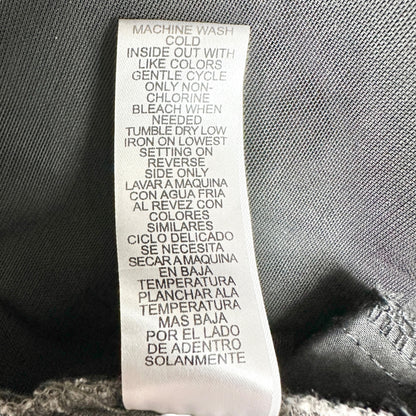 MACHINE WASH
COLD
INSIDE OUT WITH
LIKE COLORS
GENTLE CYCLE
ONLY NON-
CHLORINE
BLEACH WHEN
NEEDED
TUMBLE DRY LOW
IRON ON LOWEST
SETTING ON
REVERSE
SIDE ONLY
LAVAR A MAQUINA
CON AGUA FRIA
AL REVEZ CON
COLORES
SIMILARES
CICLO DELICADO
SE NECESITA
SECAR A MAQUINA
EN BAJA
TEMPERATURA
PLANCHAR ALA
TEMPERATURA
MAS BAJA
POR EL LADO
DE ADENTRO
SOLANMENTE